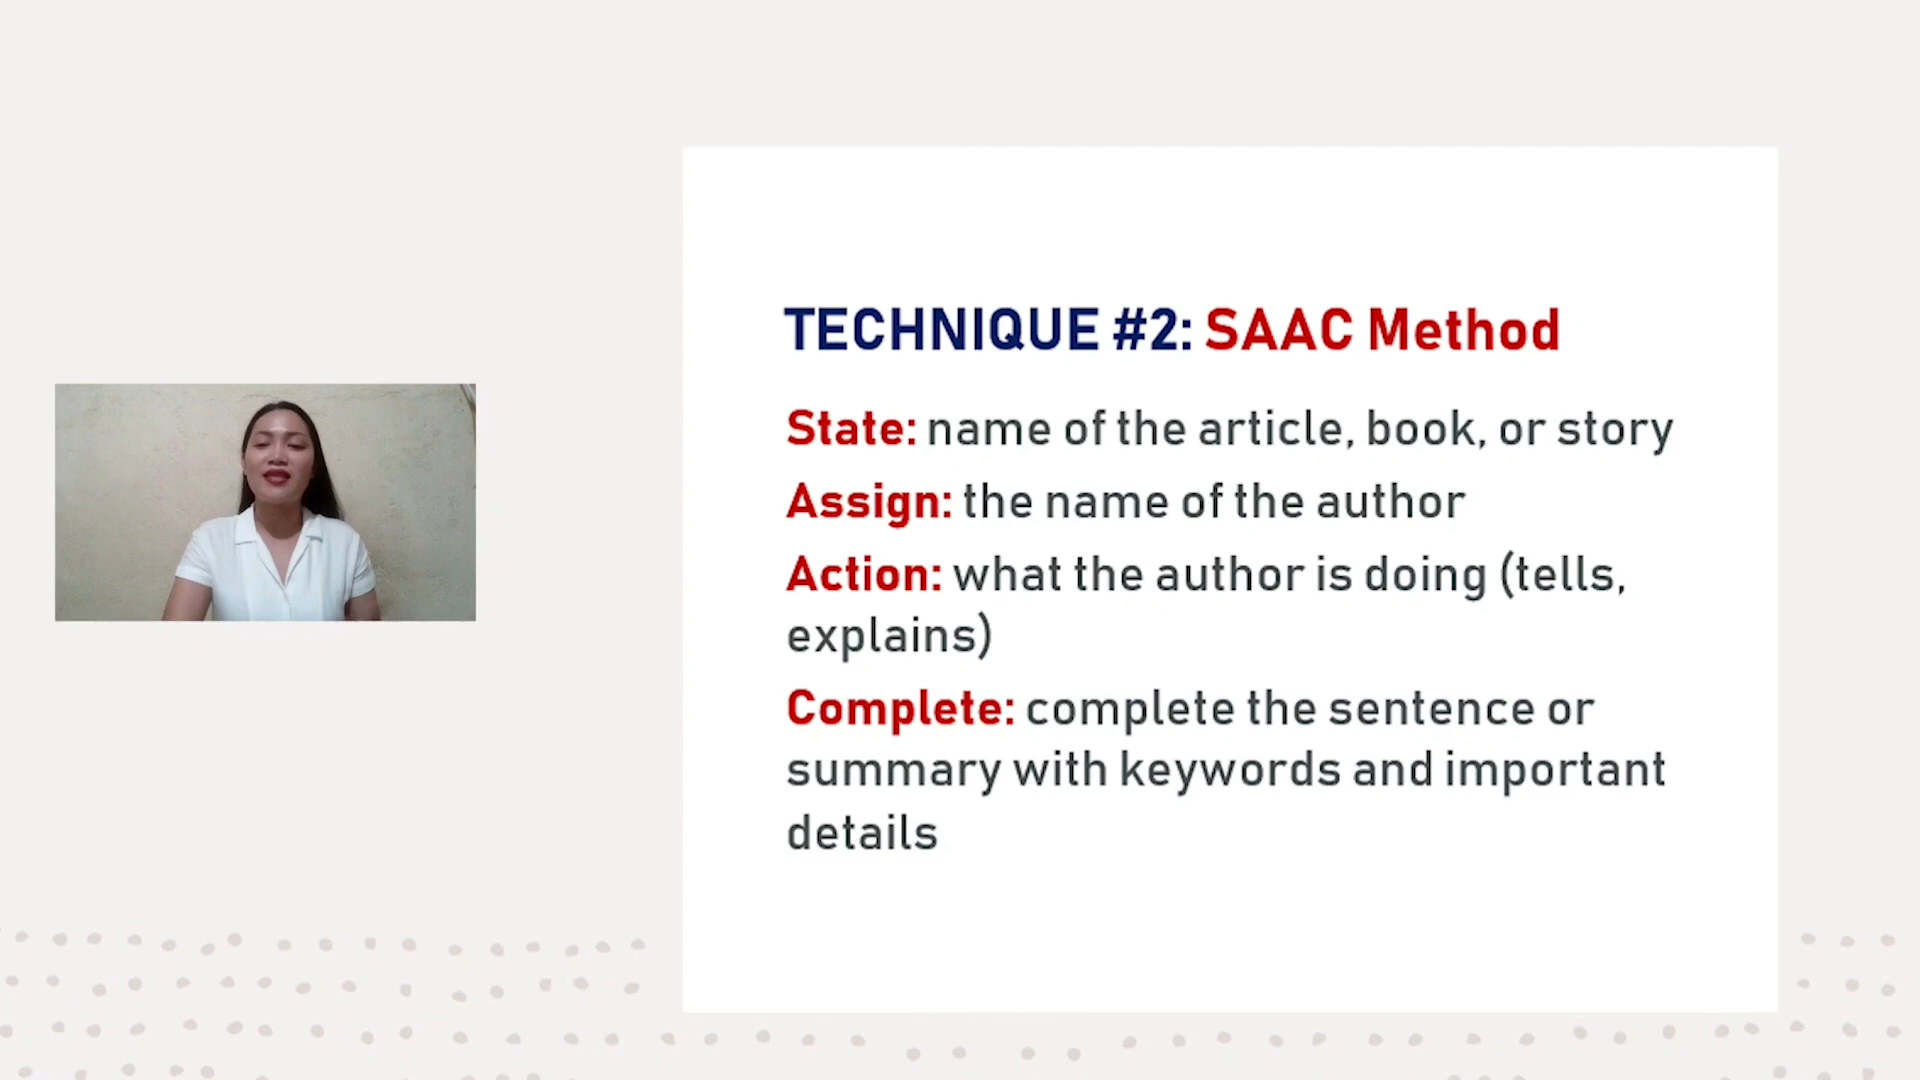 TECHNIQUE #2: SAAC Method
State: name of the article, book, or story
Assign: the name of the author
Action: what the author is doing (tells,
explains)
Complete: complete the sentence or
summary with keywords and important
details